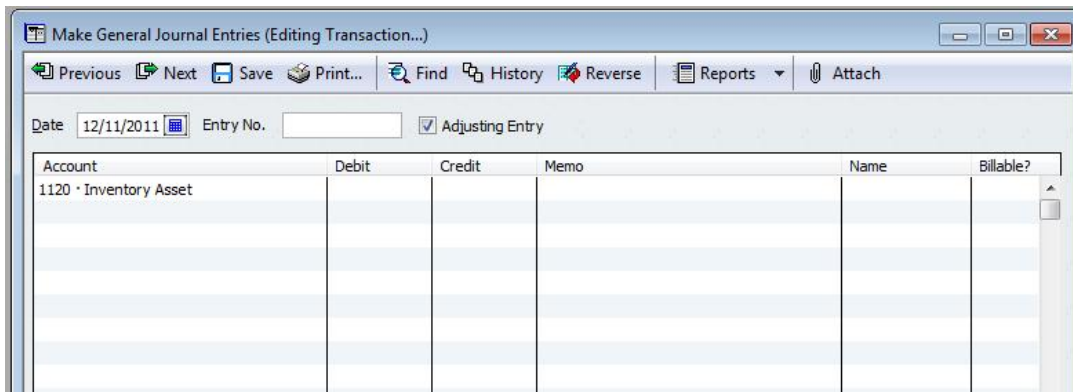 Make General Journal Entries (Editing Transaction...)
Previous Next Save Print... Find History Reverse Reports Attach
Date 12/11/2011 Entry No. Adjusting Entry
Account Debit Credit Memo Name Billable?
1120 · Inventory Asset